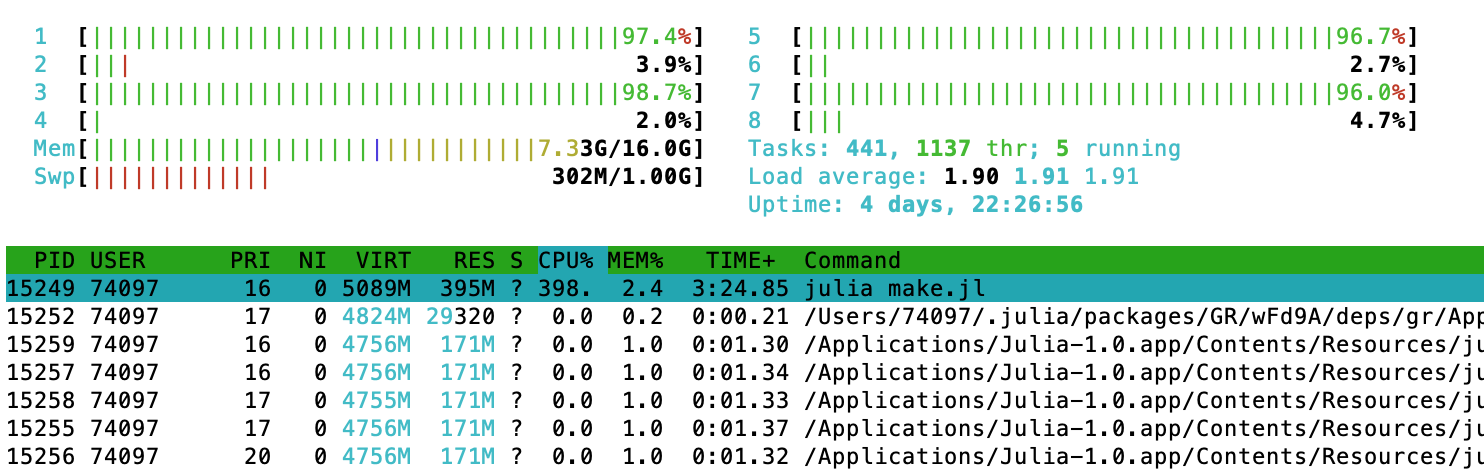 1 [||||||||||||||||||||||||||||||||||||||97.4%] 5 [||||||||||||||||||||||||||||||||||||||96.7%]
2 [||| 3.9%] 6 [|| 2.7%]
3 [||||||||||||||||||||||||||||||||||||||98.7%] 7 [||||||||||||||||||||||||||||||||||||||96.0%]
4 [| 2.0%] 8 [||| 4.7%]
Mem[||||||||||||||||||||||||||||||||7.33G/16.0G] Tasks: 441, 1137 thr; 5 running
Swp[||||||||||||| 302M/1.00G] Load average: 1.90 1.91 1.91
Uptime: 4 days, 22:26:56
PID USER PRI NI VIRT RES S CPU% MEM% TIME+ Command
15249 74097 16 0 5089M 395M ? 398. 2.4 3:24.85 julia make.jl
15252 74097 17 0 4824M 29320 ? 0.0 0.2 0:00.21 /Users/74097/.julia/packages/GR/wFd9A/deps/gr/App
15259 74097 16 0 4756M 171M ? 0.0 1.0 0:01.30 /Applications/Julia-1.0.app/Contents/Resources/ju
15257 74097 16 0 4756M 171M ? 0.0 1.0 0:01.34 /Applications/Julia-1.0.app/Contents/Resources/ju
15258 74097 17 0 4755M 171M ? 0.0 1.0 0:01.33 /Applications/Julia-1.0.app/Contents/Resources/ju
15255 74097 17 0 4756M 171M ? 0.0 1.0 0:01.37 /Applications/Julia-1.0.app/Contents/Resources/ju
15256 74097 20 0 4756M 171M ? 0.0 1.0 0:01.32 /Applications/Julia-1.0.app/Contents/Resources/ju